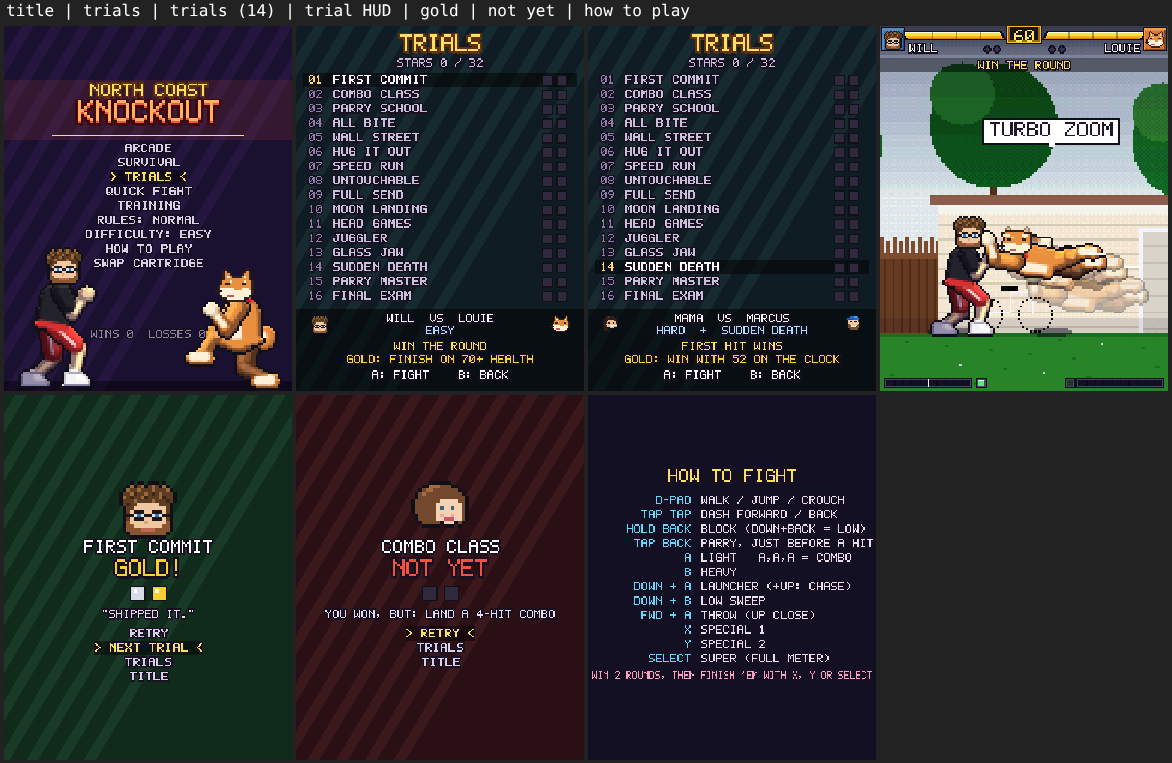 title | trials | trials (14) | trial HUD | gold | not yet | how to play
NORTH COAST
KNOCKOUT
ARCADE
SURVIVAL
> TRIALS <
QUICK FIGHT
TRAINING
RULES: NORMAL
DIFFICULTY: EASY
HOW TO PLAY
SWAP CARTRIDGE
WINS 0 LOSSES 0
TRIALS
STARS 0 / 32
01 FIRST COMMIT
02 COMBO CLASS
03 PARRY SCHOOL
04 ALL BITE
05 WALL STREET
06 HUG IT OUT
07 SPEED RUN
08 UNTOUCHABLE
09 FULL SEND
10 MOON LANDING
11 HEAD GAMES
12 JUGGLER
13 GLASS JAW
14 SUDDEN DEATH
15 PARRY MASTER
16 FINAL EXAM
WILL VS LOUIE
EASY
WIN THE ROUND
GOLD: FINISH ON 70+ HEALTH
A: FIGHT B: BACK
TRIALS
STARS 0 / 32
01 FIRST COMMIT
02 COMBO CLASS
03 PARRY SCHOOL
04 ALL BITE
05 WALL STREET
06 HUG IT OUT
07 SPEED RUN
08 UNTOUCHABLE
09 FULL SEND
10 MOON LANDING
11 HEAD GAMES
12 JUGGLER
13 GLASS JAW
14 SUDDEN DEATH
15 PARRY MASTER
16 FINAL EXAM
MAMA VS MARCUS
HARD + SUDDEN DEATH
FIRST HIT WINS
GOLD: WIN WITH 52 ON THE CLOCK
A: FIGHT B: BACK
60
WILL LOUIE
WIN THE ROUND
TURBO ZOOM
FIRST COMMIT
GOLD!
"SHIPPED IT."
RETRY
> NEXT TRIAL <
TRIALS
TITLE
COMBO CLASS
NOT YET
YOU WON, BUT: LAND A 4-HIT COMBO
> RETRY <
TRIALS
TITLE
HOW TO FIGHT
D-PAD WALK / JUMP / CROUCH
TAP TAP DASH FORWARD / BACK
HOLD BACK BLOCK (DOWN+BACK = LOW)
TAP BACK PARRY, JUST BEFORE A HIT
A LIGHT A,A,A = COMBO
B HEAVY
DOWN + A LAUNCHER (+UP: CHASE)
DOWN + B LOW SWEEP
FWD + A THROW (UP CLOSE)
X SPECIAL 1
Y SPECIAL 2
SELECT SUPER (FULL METER)
WIN 2 ROUNDS, THEN FINISH 'EM WITH X, Y OR SELECT